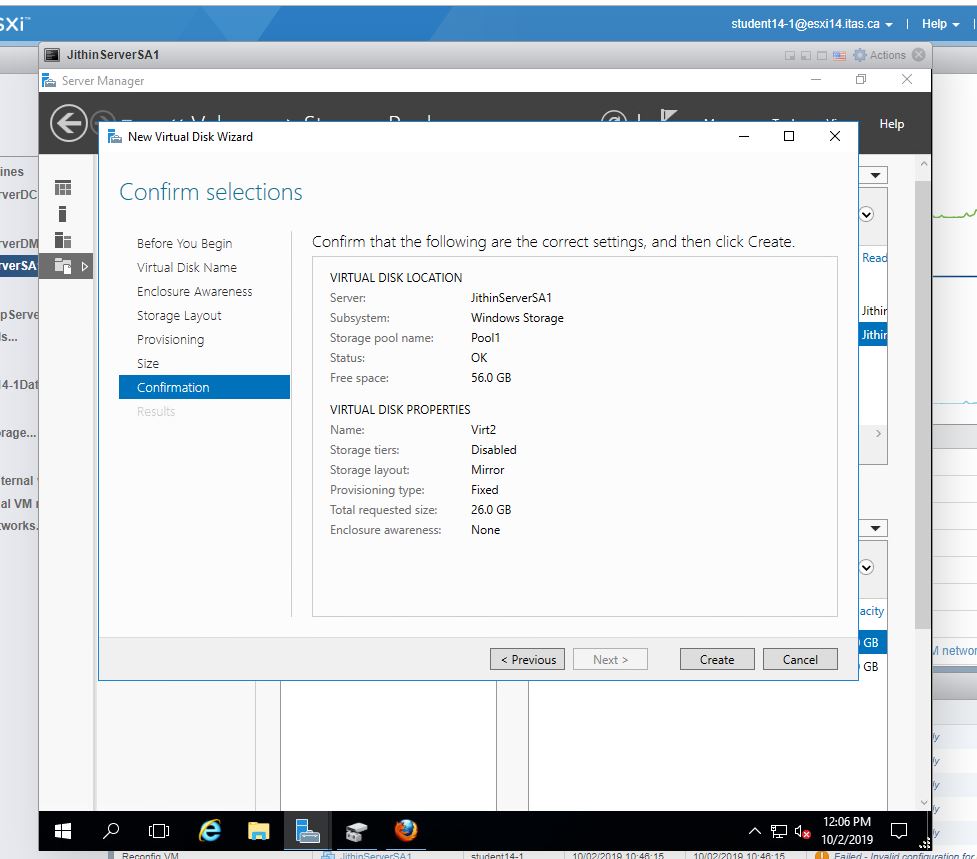 student14-1@esxi14.itas.ca
Help
JithinServerSA1
Actions
Server Manager
Help
New Virtual Disk Wizard
Confirm selections
Before You Begin
Virtual Disk Name
Enclosure Awareness
Storage Layout
Provisioning
Size
Confirmation
Results
Confirm that the following are the correct settings, and then click Create.
VIRTUAL DISK LOCATION
Server: JithinServerSA1
Subsystem: Windows Storage
Storage pool name: Pool1
Status: OK
Free space: 56.0 GB
VIRTUAL DISK PROPERTIES
Name: Virt2
Storage tiers: Disabled
Storage layout: Mirror
Provisioning type: Fixed
Total requested size: 26.0 GB
Enclosure awareness: None
< Previous
Next >
Create
Cancel
Read
Jithin
Jithin
acity
GB
GB
ines
rverDC
rverDM
rverSA
pServe
ls...
14-1Dat
orage...
ternal
al VM
tworks.
M networ
12:06 PM
10/2/2019
Reconfig VM
JithinServerSA1
student14-1
10/02/2019 10:46:15
10/02/2019 10:46:15
Failed - Invalid configuration for